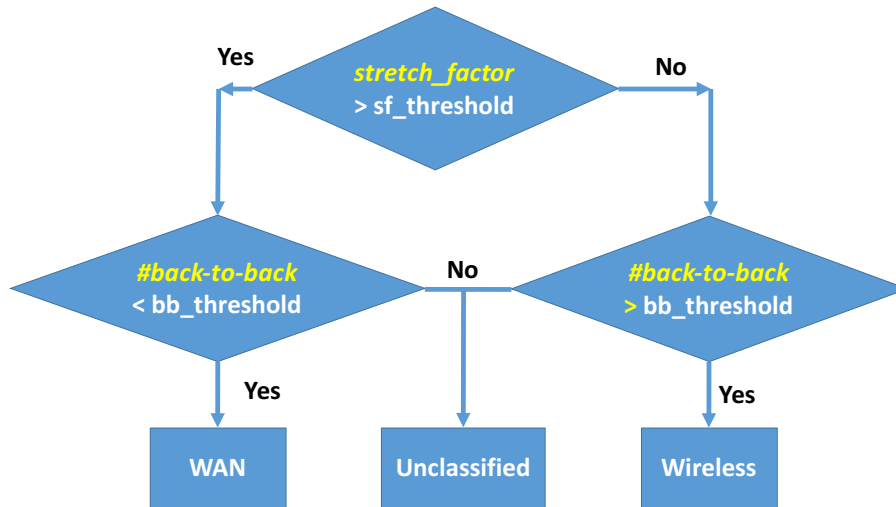 Yes
stretch_factor
> sf_threshold
No
#back-to-back
< bb_threshold
No
#back-to-back
> bb_threshold
Yes
Yes
WAN
Unclassified
Wireless